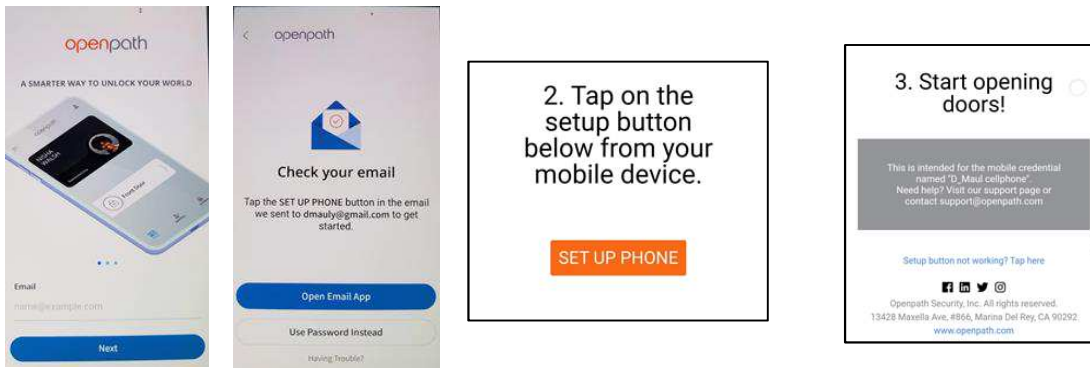 openpath
A SMARTER WAY TO UNLOCK YOUR WORLD
openpath
NISHA
WALSH
Front Door
Email
name@example.com
Next
openpath
Check your email
Tap the SET UP PHONE button in the email
we sent to dmauly@gmail.com to get
started.
Open Email App
Use Password Instead
Having Trouble?
2. Tap on the
setup button
below from your
mobile device.
SET UP PHONE
3. Start opening
doors!
This is intended for the mobile credential
named "D_Maul cellphone".
Need help? Visit our support page or
contact support@openpath.com
Setup button not working? Tap here
Openpath Security, Inc. All rights reserved.
13428 Maxella Ave, #866, Marina Del Rey, CA 90292
www.openpath.com